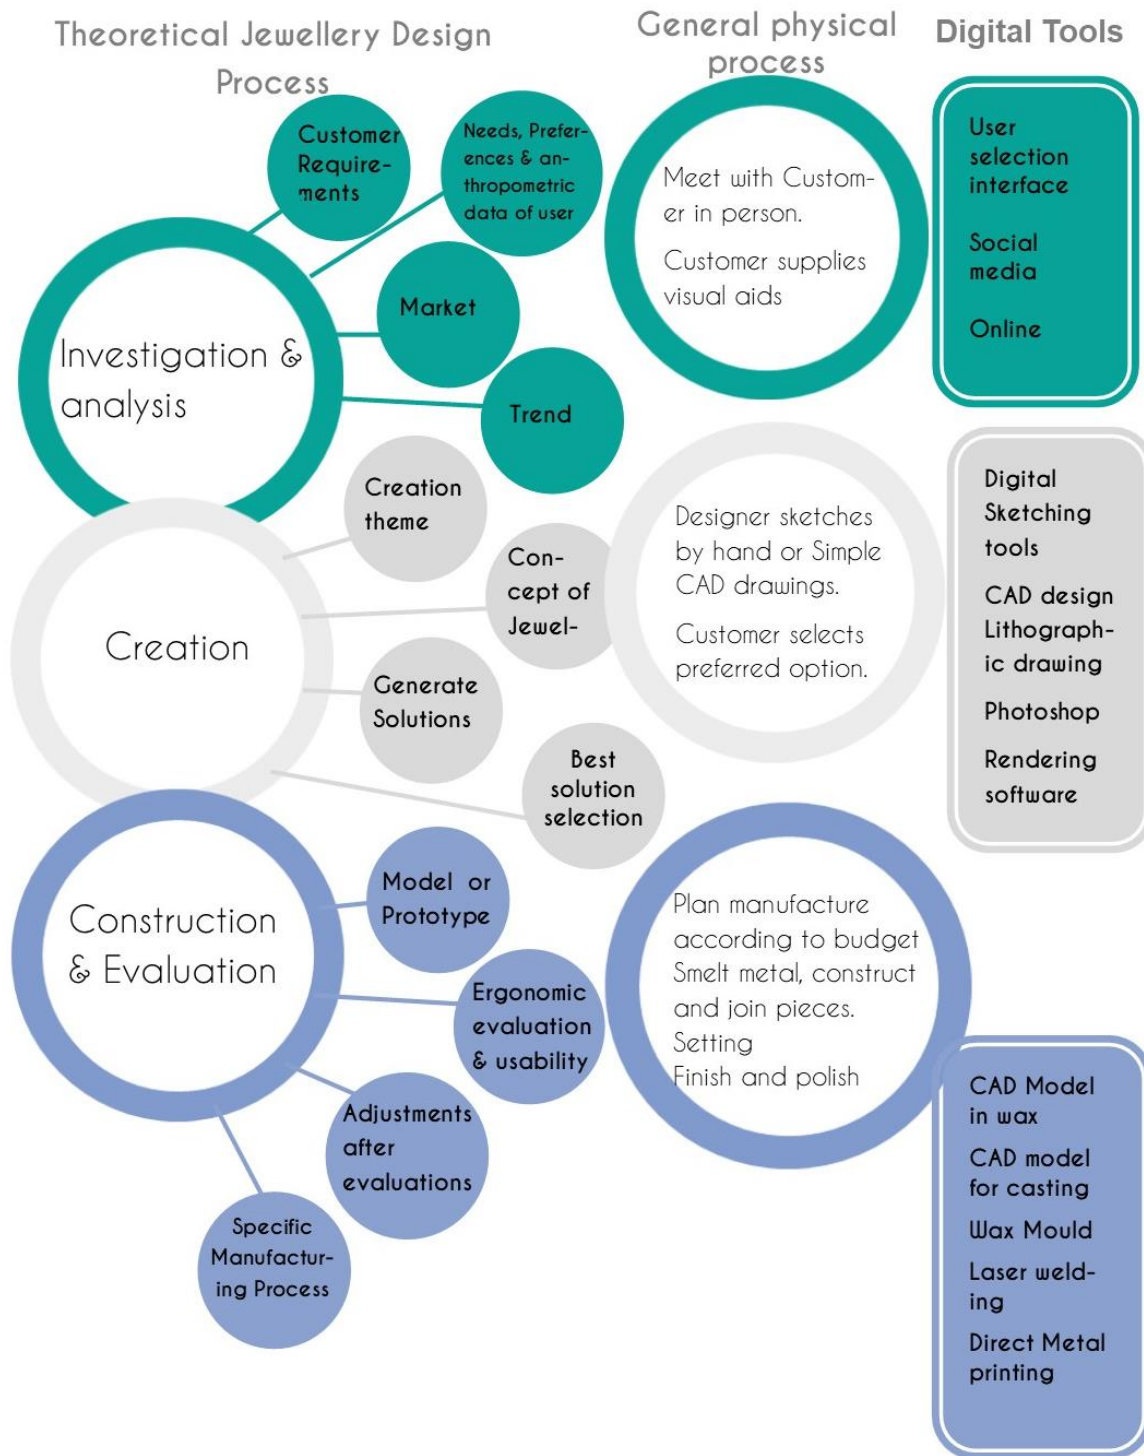 Theoretical Jewellery Design
Process
General physical
process
Digital Tools
Customer
Require-
ments
Needs, Prefer-
ences & an-
thropometric
data of user
Market
Trend
Investigation &
analysis
Meet with Custom-
er in person.
Customer supplies
visual aids
User
selection
interface
Social
media
Online
Creation
theme
Con-
cept of
Jewel-
Creation
Generate
Solutions
Best
solution
selection
Designer sketches
by hand or Simple
CAD drawings.
Customer selects
preferred option.
Digital
Sketching
tools
CAD design
Lithograph-
ic drawing
Photoshop
Rendering
software
Construction
& Evaluation
Model or
Prototype
Ergonomic
evaluation
& usability
Adjustments
after
evaluations
Specific
Manufactur-
ing Process
Plan manufacture
according to budget
Smelt metal, construct
and join pieces.
Setting
Finish and polish
CAD Model
in wax
CAD model
for casting
Wax Mould
Laser weld-
ing
Direct Metal
printing